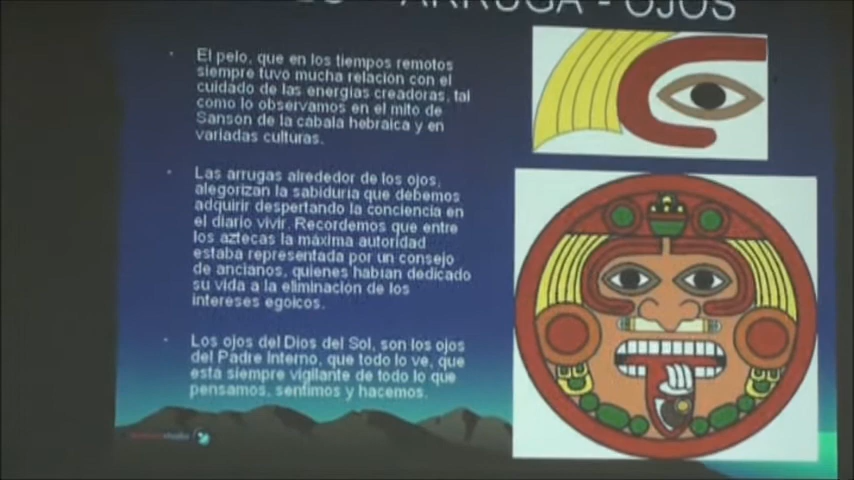 ARRUGA - OJOS
El pelo, que en los tiempos remotos
siempre tuvo mucha relación con el
cuidado de las energías creadoras, tal
como lo observamos en el mito de
Sansón de la cábala hebraica y en
variadas culturas.
Las arrugas alrededor de los ojos,
alegorizan la sabiduría que debemos
adquirir despertando la conciencia en
el diario vivir. Recordemos que entre
los aztecas la máxima autoridad
estaba representada por un consejo
de ancianos, quienes habían dedicado
su vida a la eliminación de los
intereses egoicos.
Los ojos del Dios del Sol, son los ojos
del Padre Interno, que todo lo ve, que
esta siempre vigilante de todo lo que
pensamos, sentimos y hacemos.